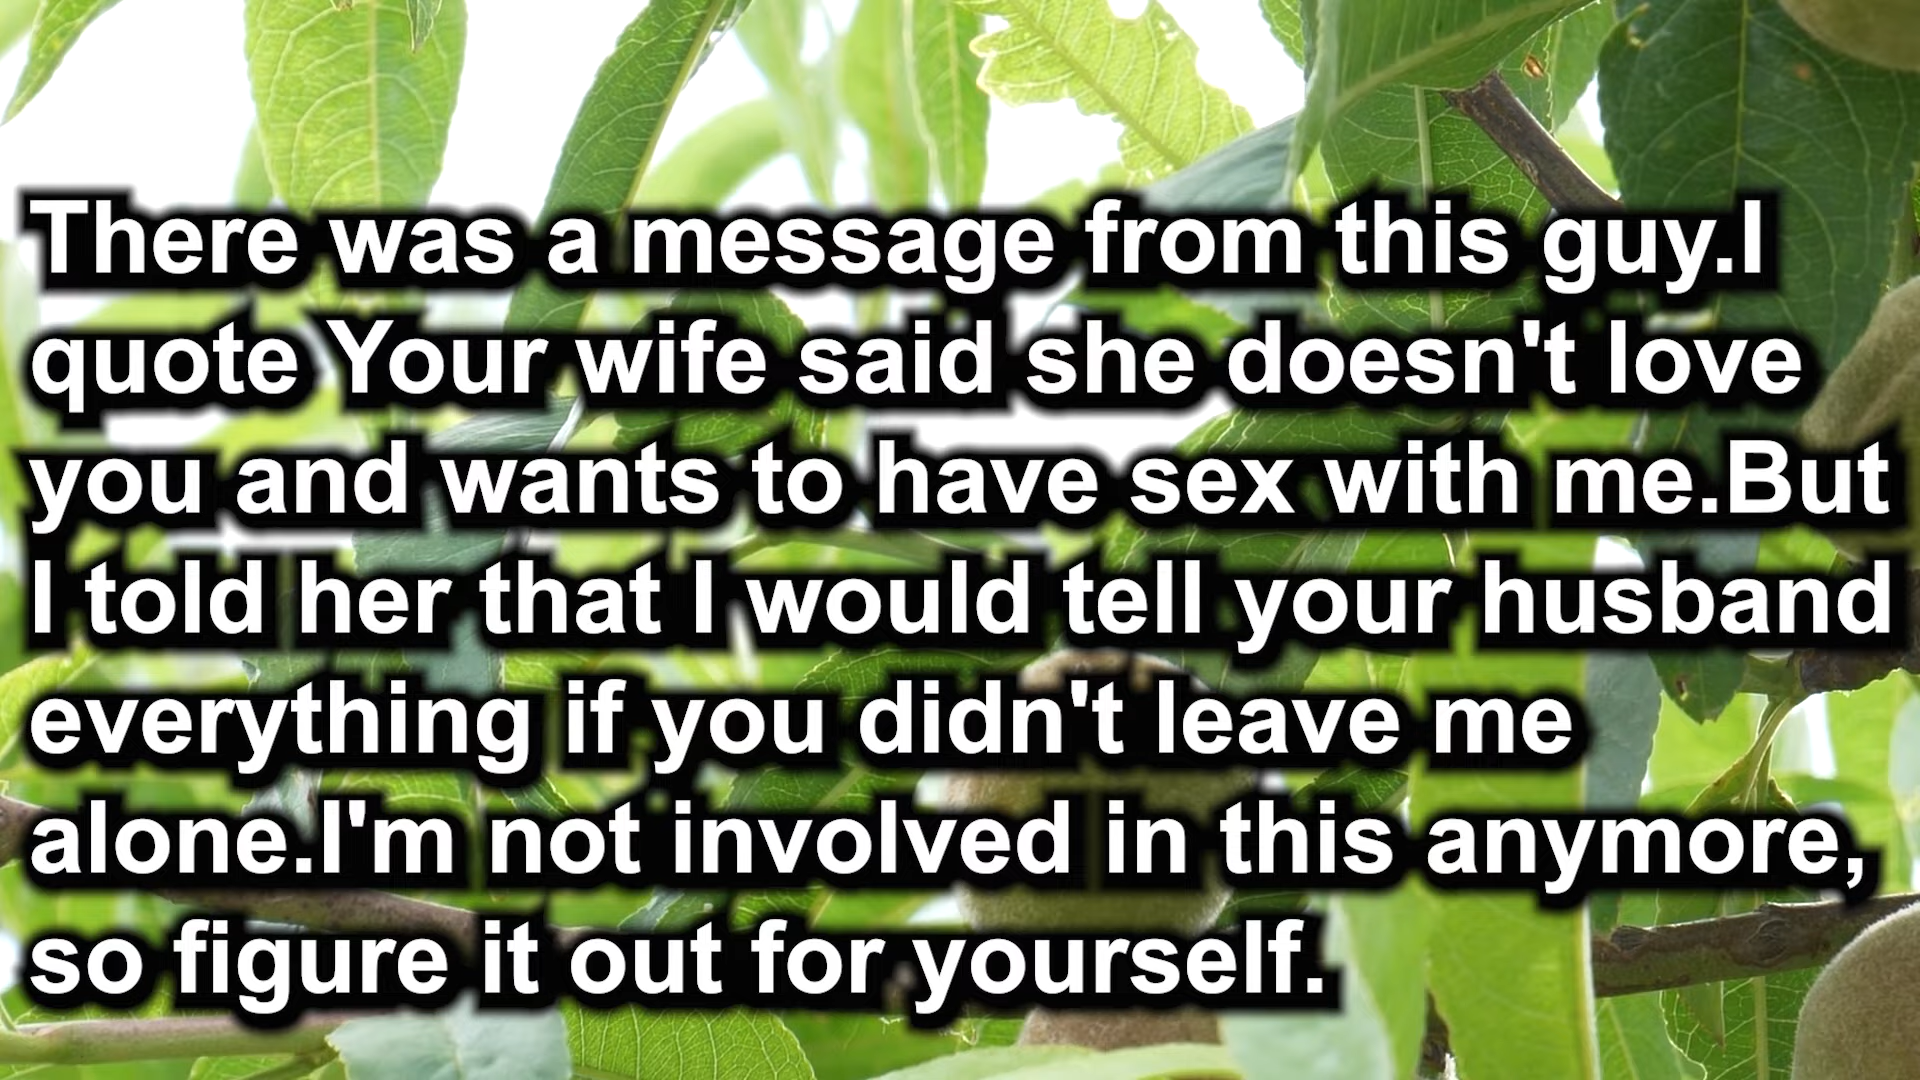 There was a message from this guy.I
quote Your wife said she doesn't love
you and wants to have sex with me.But
I told her that I would tell your husband
everything if you didn't leave me
alone.I'm not involved in this anymore,
so figure it out for yourself.